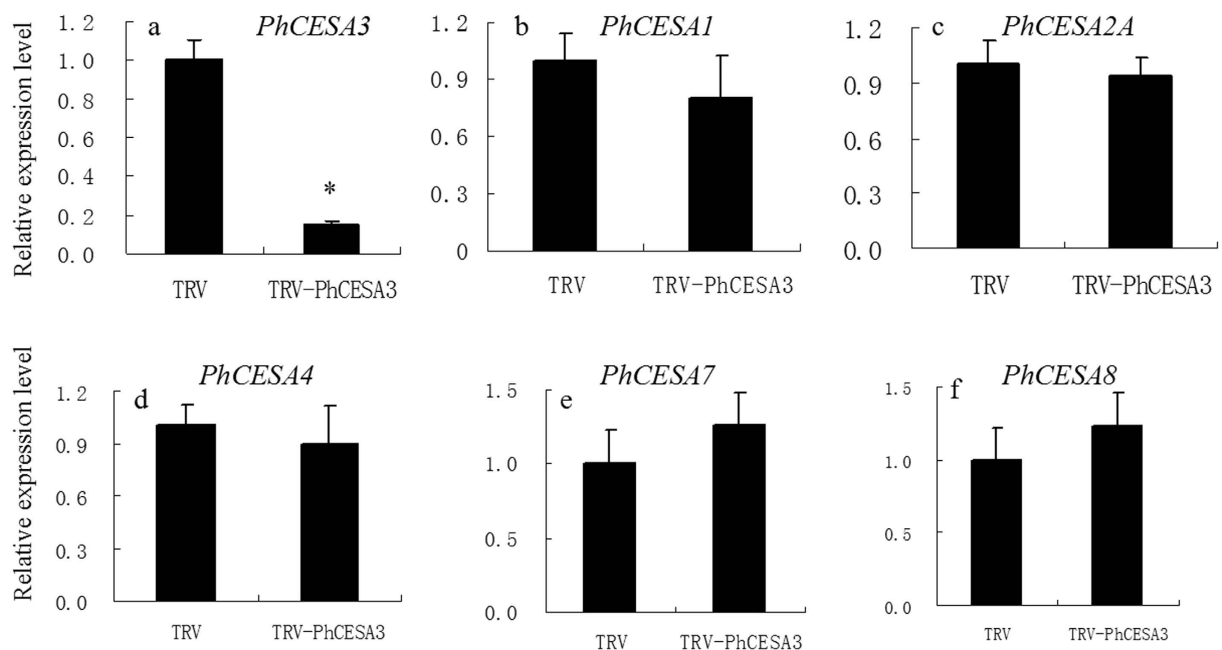 a PhCESA3
Relative expression level
1.2
1.0
0.8
0.6
0.4
0.2
0.0
*
TRV TRV-PhCESA3
b PhCESA1
1.2
0.9
0.6
0.3
0
TRV TRV-PhCESA3
c PhCESA2A
1.2
0.9
0.6
0.3
0.0
TRV TRV-PhCESA3
d PhCESA4
Relative expression level
1.2
0.9
0.6
0.3
0.0
TRV TRV-PhCESA3
e PhCESA7
1.5
1.0
0.5
0.0
TRV TRV-PhCESA3
f PhCESA8
1.5
1.0
0.5
0.0
TRV TRV-PhCESA3